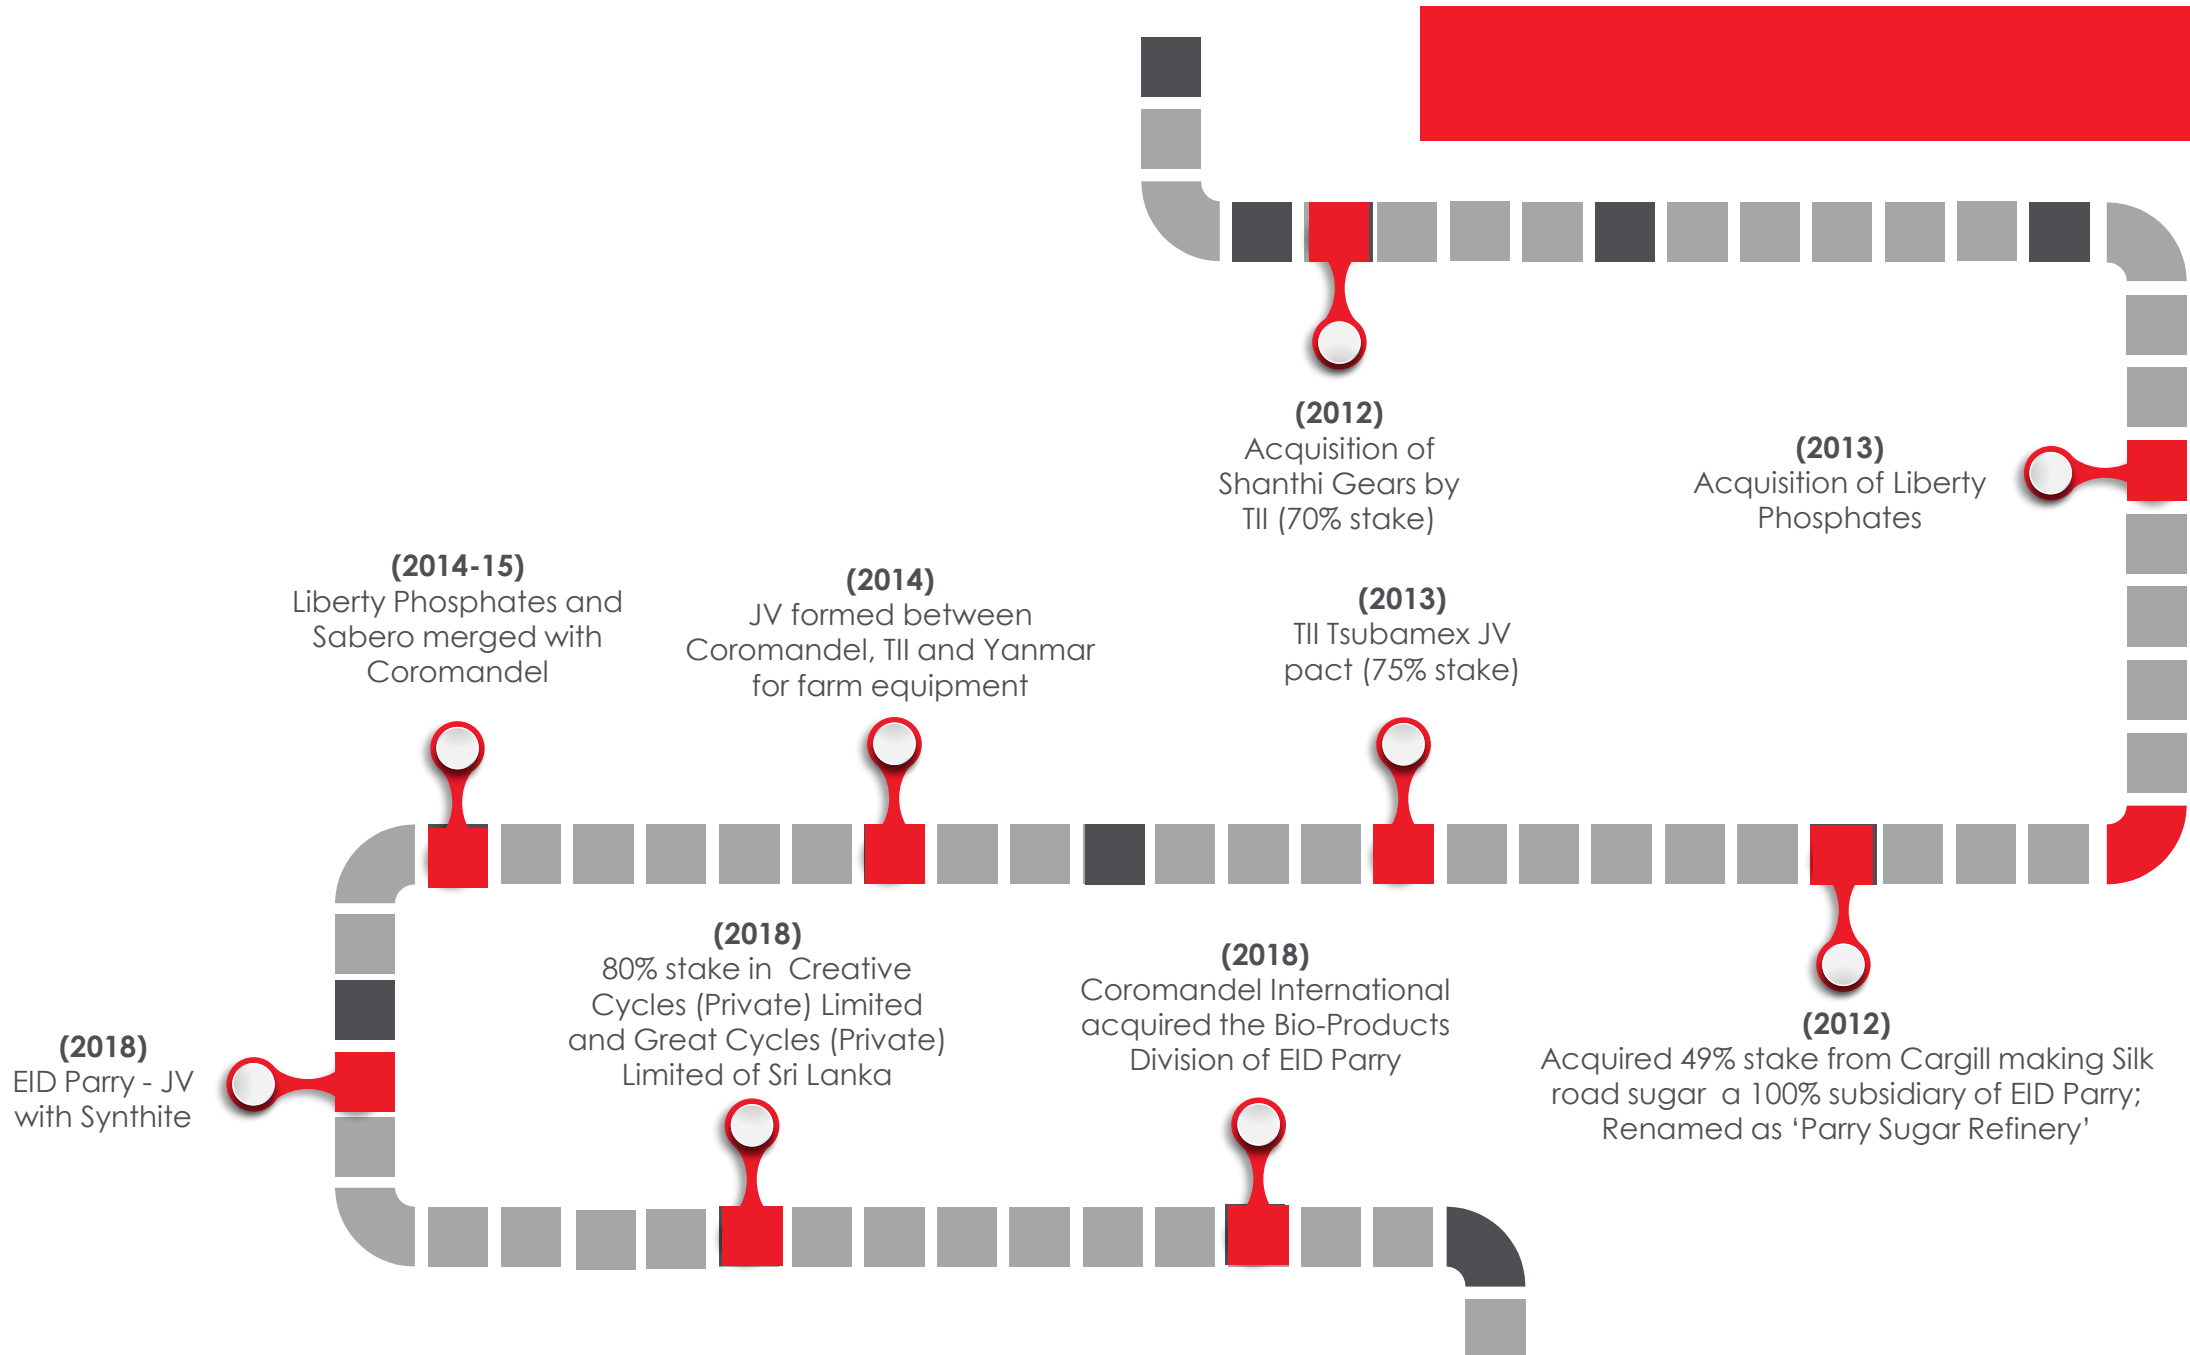 (2012)
Acquisition of
Shanthi Gears by
TII (70% stake)
(2013)
Acquisition of Liberty
Phosphates
(2014-15)
Liberty Phosphates and
Sabero merged with
Coromandel
(2014)
JV formed between
Coromandel, TII and Yanmar
for farm equipment
(2013)
TII Tsubamex JV
pact (75% stake)
(2018)
EID Parry - JV
with Synthite
(2018)
80% stake in Creative
Cycles (Private) Limited
and Great Cycles (Private)
Limited of Sri Lanka
(2018)
Coromandel International
acquired the Bio-Products
Division of EID Parry
(2012)
Acquired 49% stake from Cargill making Silk
road sugar a 100% subsidiary of EID Parry;
Renamed as ‘Parry Sugar Refinery’